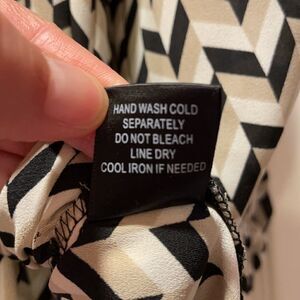 HAND WASH COLD
SEPARATELY
DO NOT BLEACH
LINE DRY
COOL IRON IF NEEDED